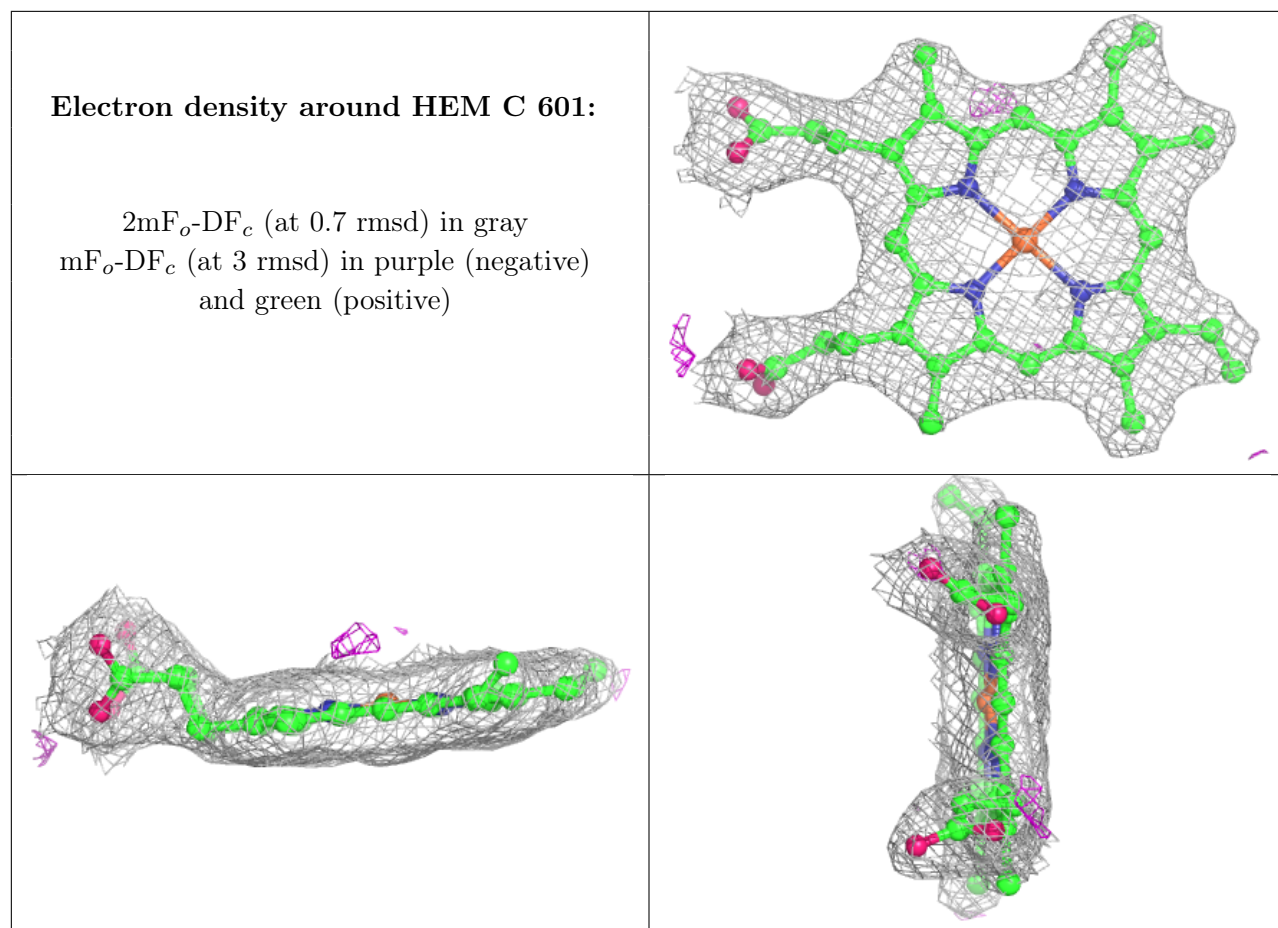 Electron density around HEM C 601:
2mFₒ-DF𝒸 (at 0.7 rmsd) in gray
mFₒ-DF𝒸 (at 3 rmsd) in purple (negative)
and green (positive)